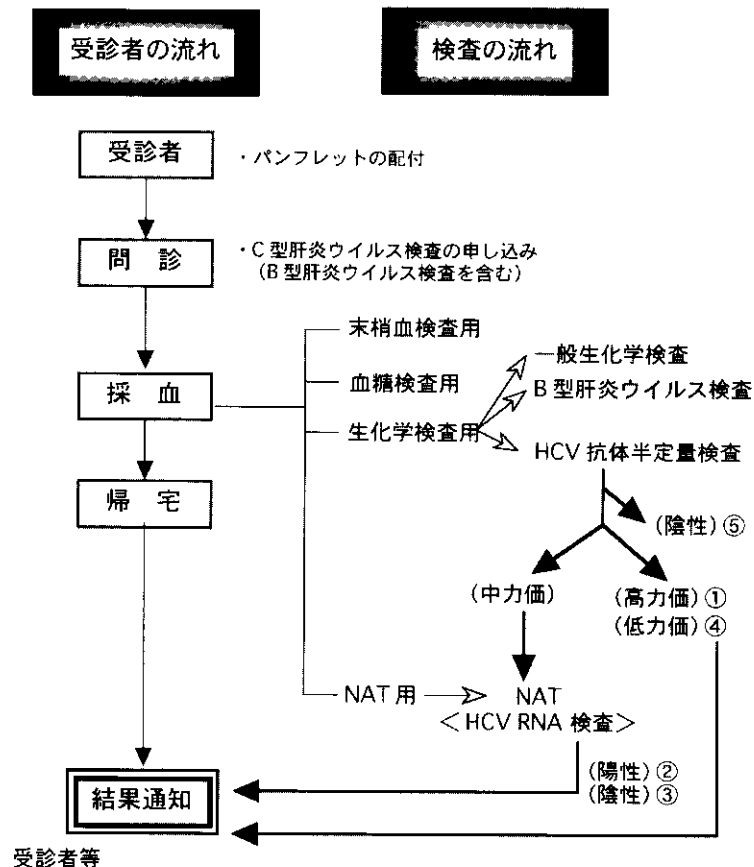 受診者の流れ
検査の流れ
受診者
・パンフレットの配付
問 診
・C型肝炎ウイルス検査の申し込み
（B型肝炎ウイルス検査を含む）
末梢血検査用
一般生化学検査
採 血
血糖検査用
B型肝炎ウイルス検査
生化学検査用
HCV抗体半定量検査
帰 宅
（陰性）⑤
（中力価）
（高力価）①
（低力価）④
NAT用
NAT
＜HCV RNA 検査＞
（陽性）②
（陰性）③
結果通知
受診者等